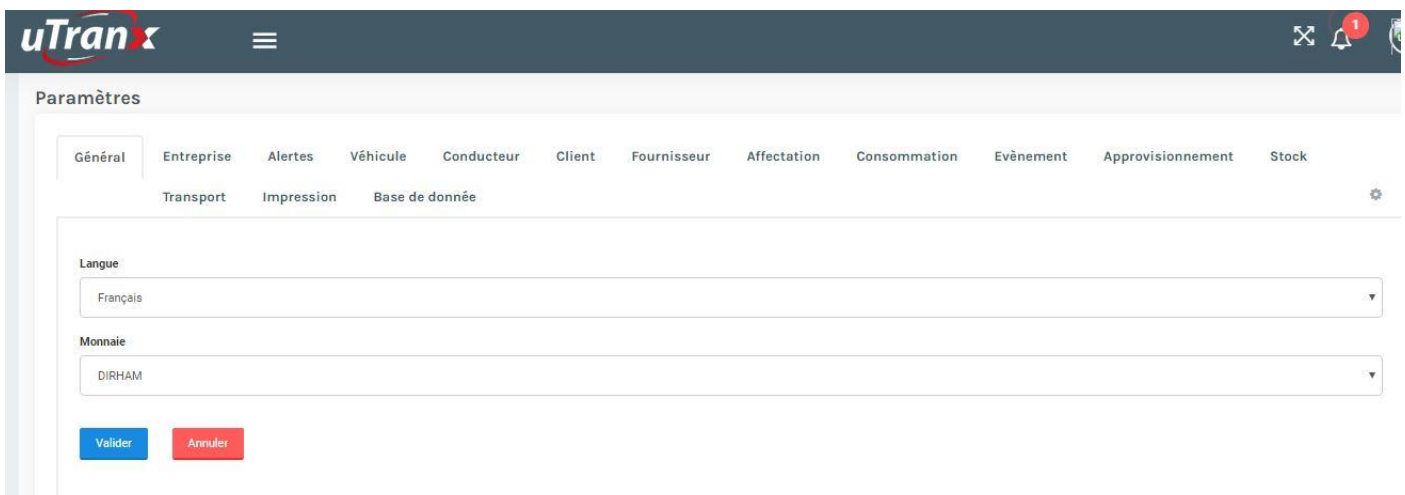 uTranx
1
Paramètres
Général Entreprise Alertes Véhicule Conducteur Client Fournisseur Affectation Consommation Evènement Approvisionnement Stock
Transport Impression Base de donnée
Langue
Français
Monnaie
DIRHAM
Valider Annuler